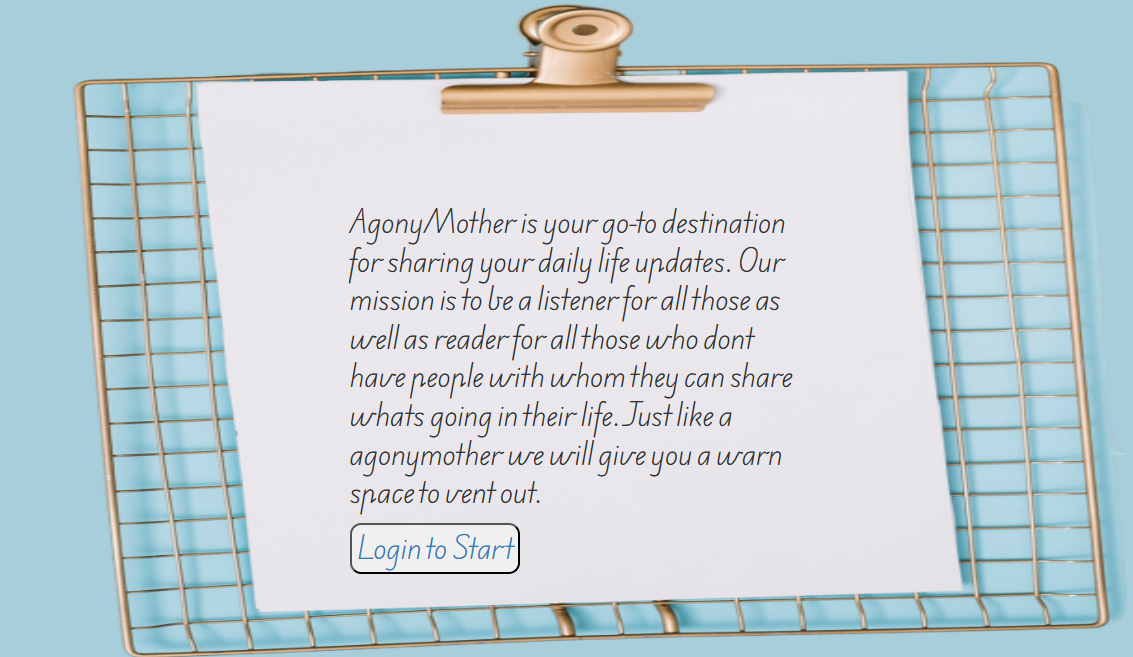 AgonyMother is your go-to destination
for sharing your daily life updates. Our
mission is to be a listener for all those as
well as reader for all those who dont
have people with whom they can share
whats going in their life. Just like a
agonymother we will give you a warn
space to vent out.
Login to Start